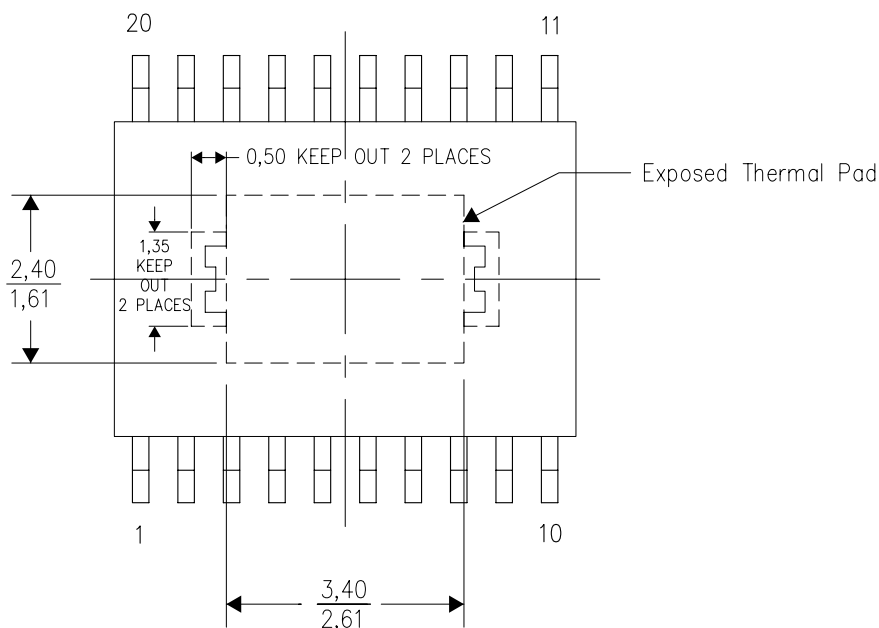 20
11
0,50 KEEP OUT 2 PLACES
Exposed Thermal Pad
1,35
KEEP
OUT
2 PLACES
2,40
1,61
1
10
3,40
2,61